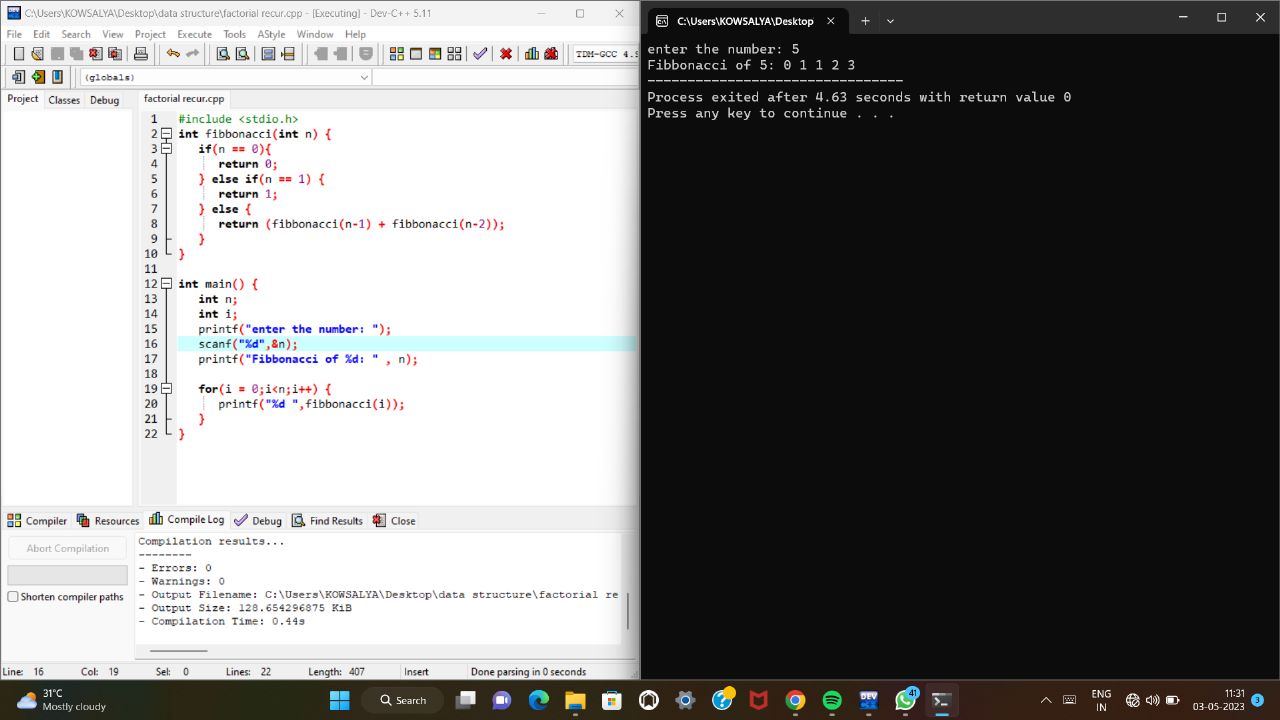 C:\Users\KOWSALYA\Desktop\data structure\factorial recur.cpp - [Executing] - Dev-C++ 5.11
File Edit Search View Project Execute Tools AStyle Window Help
TDM-GCC 4.9
(globals)
Project Classes Debug
factorial recur.cpp
1 #include <stdio.h>
2 int fibbonacci(int n) {
3 if(n == 0){
4 return 0;
5 } else if(n == 1) {
6 return 1;
7 } else {
8 return (fibbonacci(n-1) + fibbonacci(n-2));
9 }
10 }
11
12 int main() {
13 int n;
14 int i;
15 printf("enter the number: ");
16 scanf("%d",&n);
17 printf("Fibbonacci of %d: " , n);
18
19 for(i = 0;i<n;i++) {
20 printf("%d ",fibbonacci(i));
21 }
22 }
Compiler Resources Compile Log Debug Find Results Close
Abort Compilation
Shorten compiler paths
Compilation results...
--------
- Errors: 0
- Warnings: 0
- Output Filename: C:\Users\KOWSALYA\Desktop\data structure\factorial re
- Output Size: 128.654296875 KiB
- Compilation Time: 0.44s
Line: 16 Col: 19 Sel: 0 Lines: 22 Length: 407 Insert Done parsing in 0 seconds
C:\Users\KOWSALYA\Desktop
enter the number: 5
Fibbonacci of 5: 0 1 1 2 3
--------------------------------
Process exited after 4.63 seconds with return value 0
Press any key to continue . . .
31°C
Mostly cloudy
Search
DEV
41
ENG
IN
11:31
03-05-2023
3